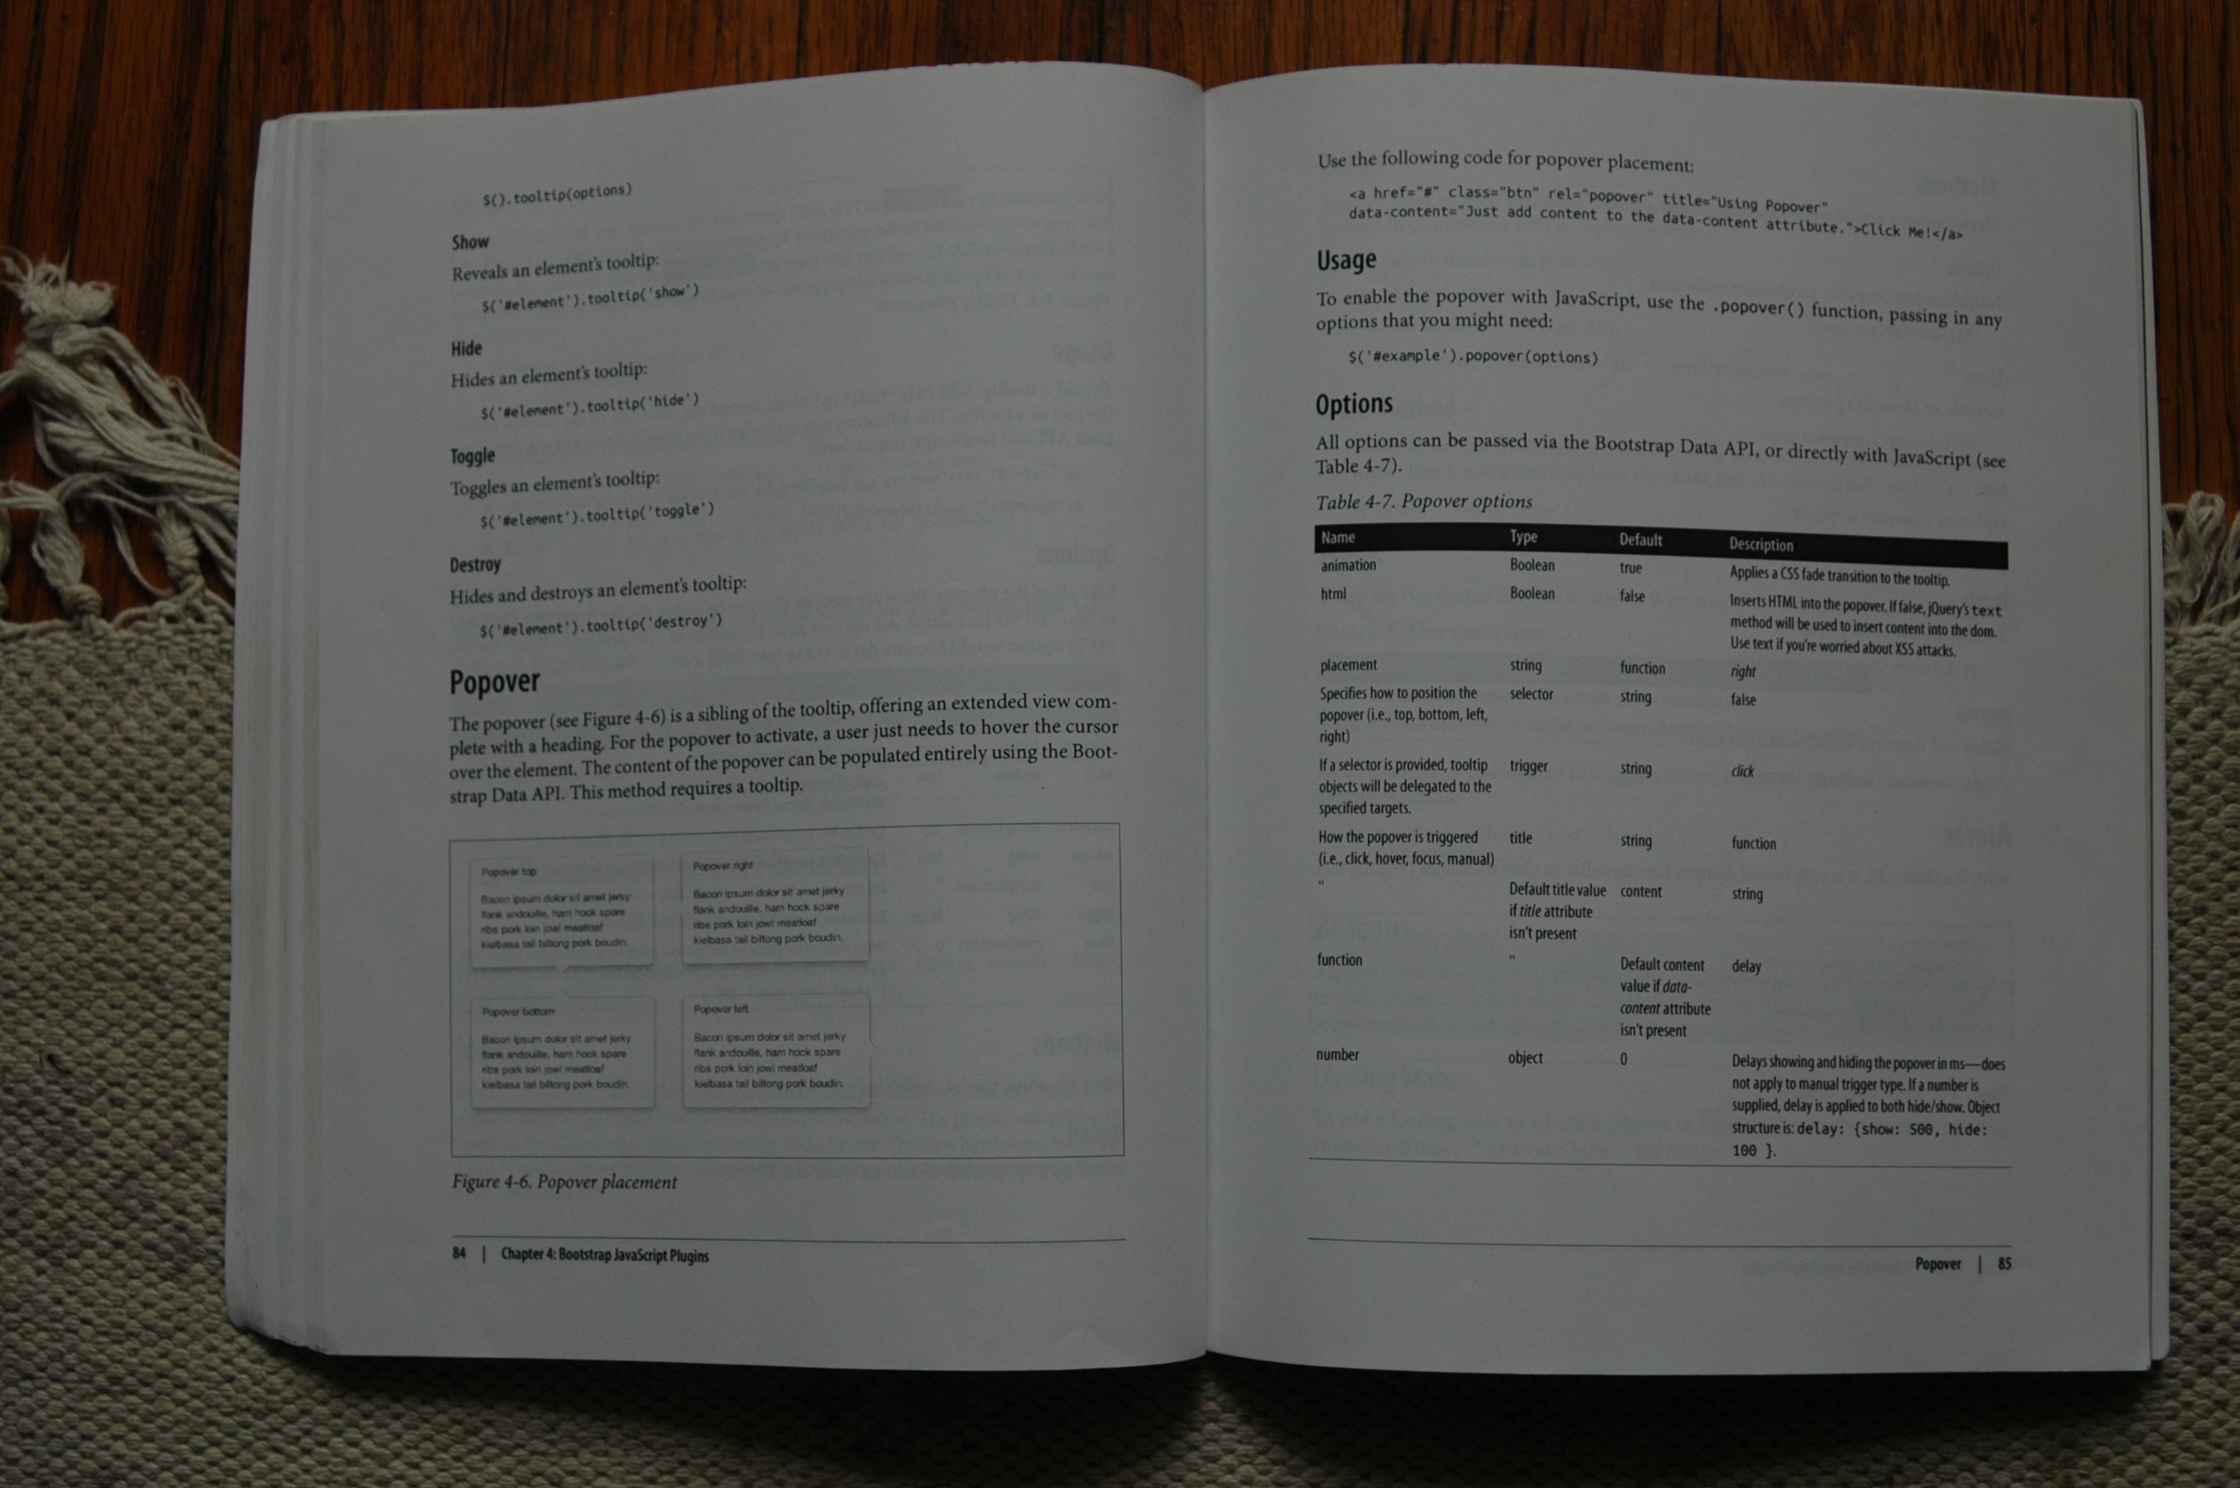 $().tooltip(options)
Show
Reveals an element's tooltip:
$('#element').tooltip('show')
Hide
Hides an element's tooltip:
$('#element').tooltip('hide')
Toggle
Toggles an element's tooltip:
$('#element').tooltip('toggle')
Destroy
Hides and destroys an element's tooltip:
$('#element').tooltip('destroy')
Popover
The popover (see Figure 4-6) is a sibling of the tooltip, offering an extended view com-
plete with a heading. For the popover to activate, a user just needs to hover the cursor
over the element. The content of the popover can be populated entirely using the Boot-
strap Data API. This method requires a tooltip.
Popover top
Bacon ipsum dolor sit amet jerky
flank andouille, ham hock spare
ribs pork loin jowl meatloaf
kielbasa tail biltong pork boudin.
Popover right
Bacon ipsum dolor sit amet jerky
flank andouille, ham hock spare
ribs pork loin jowl meatloaf
kielbasa tail biltong pork boudin.
Popover bottom
Bacon ipsum dolor sit amet jerky
flank andouille, ham hock spare
ribs pork loin jowl meatloaf
kielbasa tail biltong pork boudin.
Popover left
Bacon ipsum dolor sit amet jerky
flank andouille, ham hock spare
ribs pork loin jowl meatloaf
kielbasa tail biltong pork boudin.
Figure 4-6. Popover placement
84 | Chapter 4: Bootstrap JavaScript Plugins
Use the following code for popover placement:
<a href="#" class="btn" rel="popover" title="Using Popover"
data-content="Just add content to the data-content attribute.">Click Me!</a>
Usage
To enable the popover with JavaScript, use the .popover() function, passing in any
options that you might need:
$('#example').popover(options)
Options
All options can be passed via the Bootstrap Data API, or directly with JavaScript (see
Table 4-7).
Table 4-7. Popover options
Name Type Default Description
animation Boolean true Applies a CSS fade transition to the tooltip.
html Boolean false Inserts HTML into the popover. If false, jQuery's text
method will be used to insert content into the dom.
Use text if you're worried about XSS attacks.
placement string function right
Specifies how to position the selector string false
popover (i.e., top, bottom, left,
right)
If a selector is provided, tooltip trigger string click
objects will be delegated to the
specified targets.
How the popover is triggered title string function
(i.e., click, hover, focus, manual)
'' Default title value content string
if title attribute
isn't present
function '' Default content delay
value if data-
content attribute
isn't present
number object 0 Delays showing and hiding the popover in ms—does
not apply to manual trigger type. If a number is
supplied, delay is applied to both hide/show. Object
structure is: delay: {show: 500, hide:
100 }.
Popover | 85